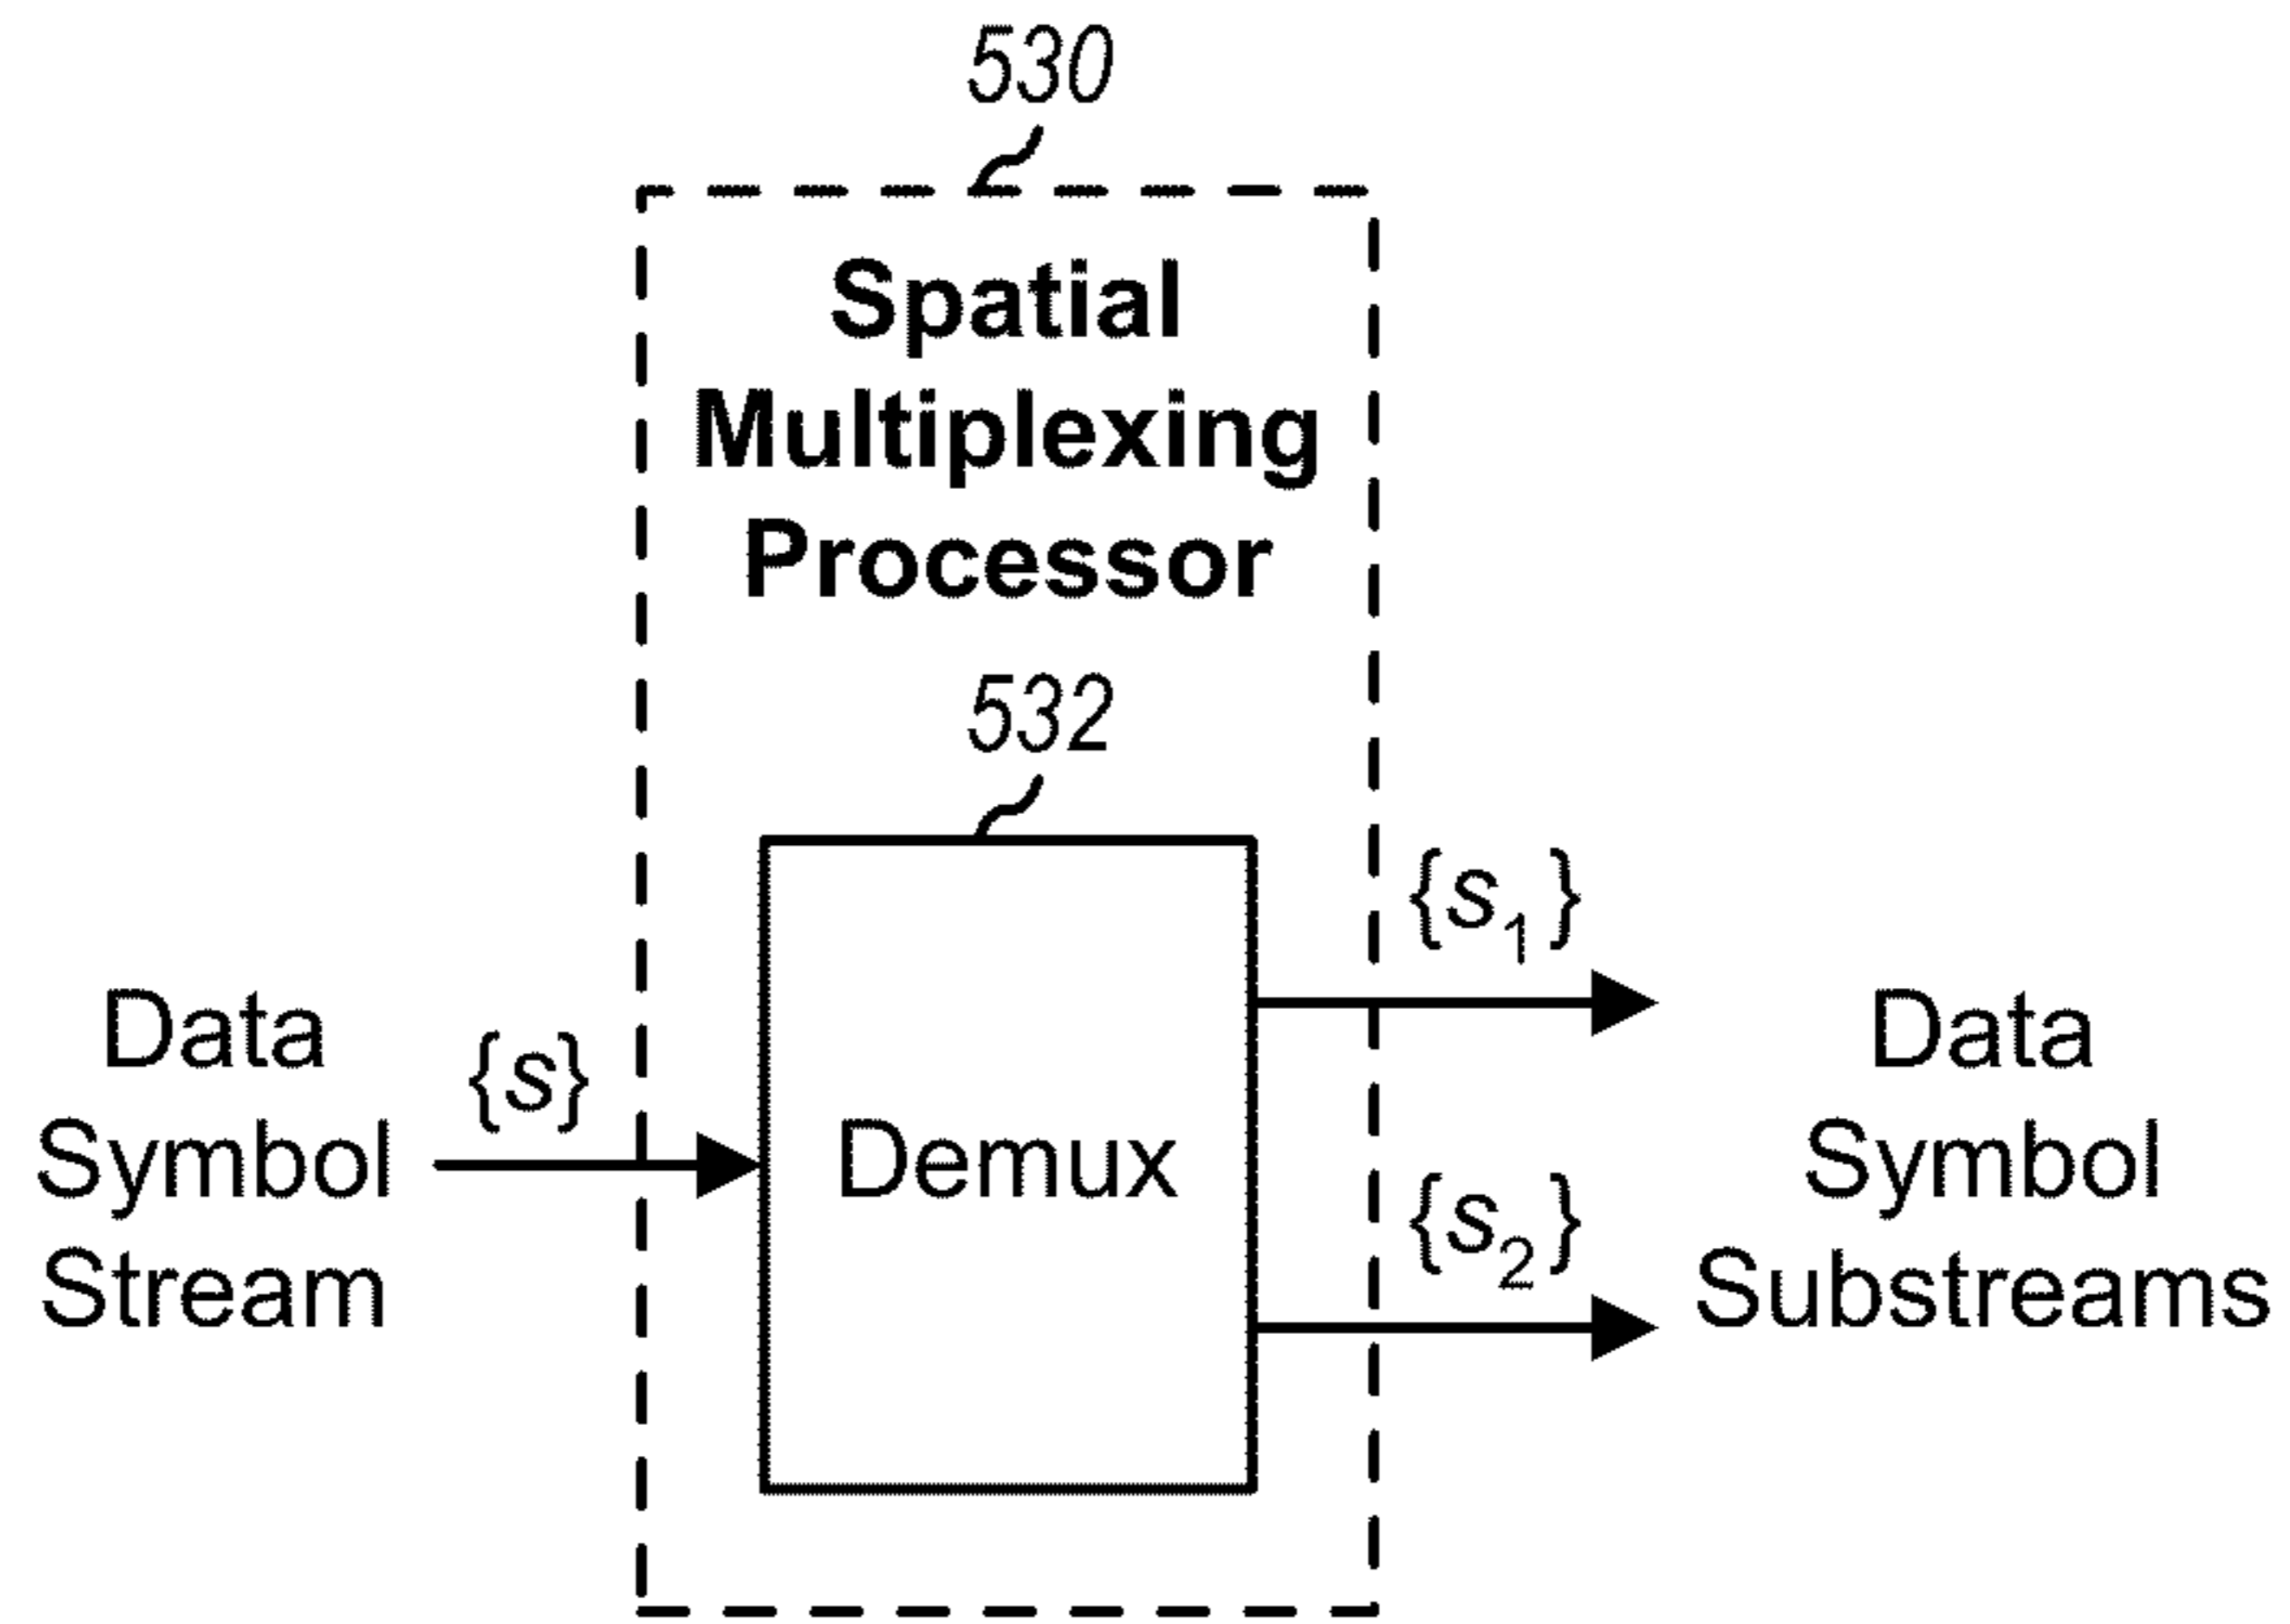 530
Spatial
Multiplexing
Processor
532
Data
Symbol
Stream
{s}
Demux
{s₁}
{s₂}
Data
Symbol
Substreams